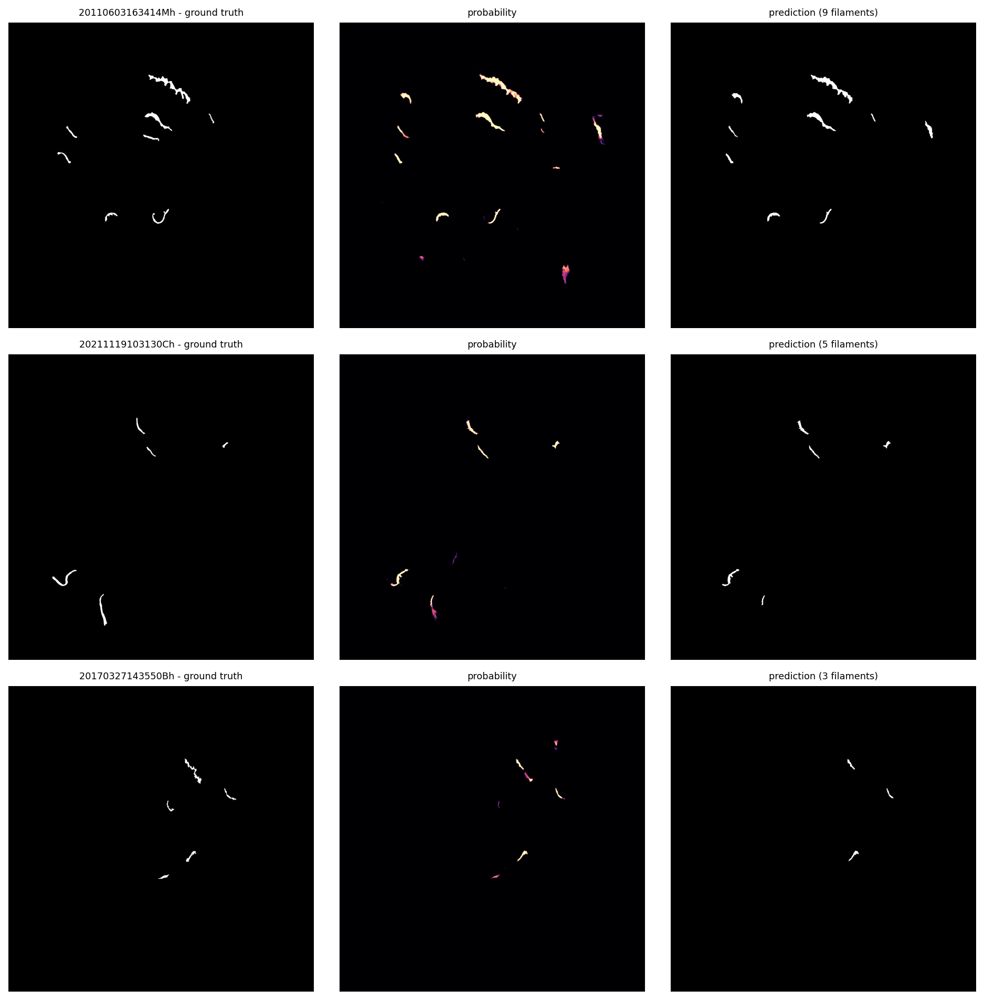 20110603163414Mh - ground truth
probability
prediction (9 filaments)
20211119103130Ch - ground truth
probability
prediction (5 filaments)
20170327143550Bh - ground truth
probability
prediction (3 filaments)